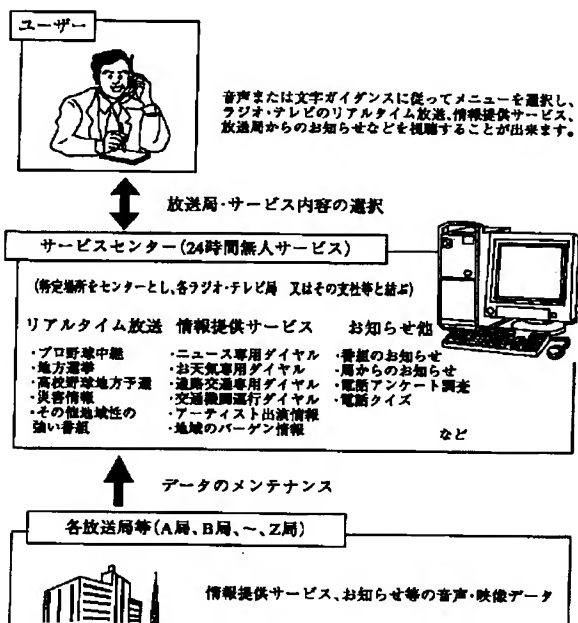 ユーザー
音声または文字ガイダンスに従ってメニューを選択し、
ラジオ・テレビのリアルタイム放送、情報提供サービス、
放送局からのお知らせなどを視聴することが出来ます。
放送局・サービス内容の選択
サービスセンター(24時間無人サービス)
(特定場所をセンターとし、各ラジオ・テレビ局 又はその支社等と結ぶ)
リアルタイム放送 情報提供サービス お知らせ他
・プロ野球中継 ・ニュース専用ダイヤル ・番組のお知らせ
・地方選挙 ・お天気専用ダイヤル ・局からのお知らせ
・高校野球地方予選 ・道路交通専用ダイヤル ・電話アンケート調査
・災害情報 ・交通機関運行ダイヤル ・電話クイズ
・その他地域性の ・アーティスト出演情報
強い番組 ・地域のバーゲン情報 など
データのメンテナンス
各放送局等(A局、B局、~、Z局)
情報提供サービス、お知らせ等の音声・映像データ